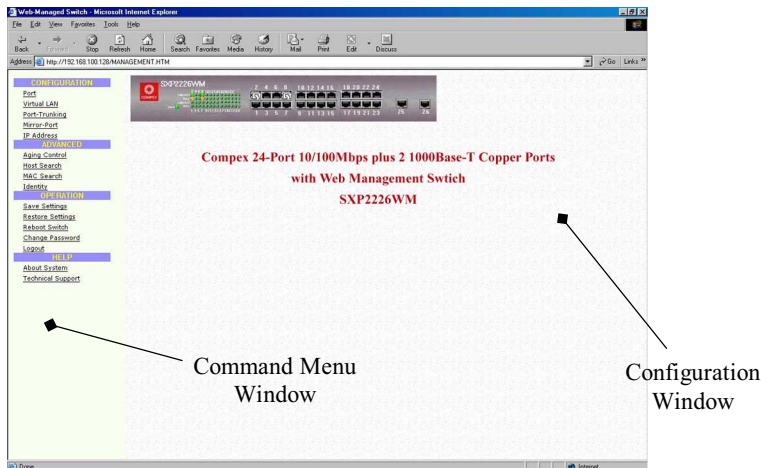 Web-Managed Switch - Microsoft Internet Explorer
File Edit View Favorites Tools Help
Back Forward Stop Refresh Home Search Favorites Media History Mail Print Edit Discuss
Address http://192.168.100.128/MANAGEMENT.HTM Go Links »
CONFIGURATION
Port
Virtual LAN
Port-Trunking
Mirror-Port
IP Address
ADVANCED
Aging Control
Host Search
MAC Search
Identity
OPERATION
Save Settings
Restore Settings
Reboot Switch
Change Password
Logout
HELP
About System
Technical Support
COMPEX
SXP2226WM
2 4 6 8 10 12 14 16 18 20 22 24
1 3 5 7 9 11 13 15 17 19 21 23 25 26
Compex 24-Port 10/100Mbps plus 2 1000Base-T Copper Ports
with Web Management Swtich
SXP2226WM
Command Menu
Window
Configuration
Window
Done
Internet